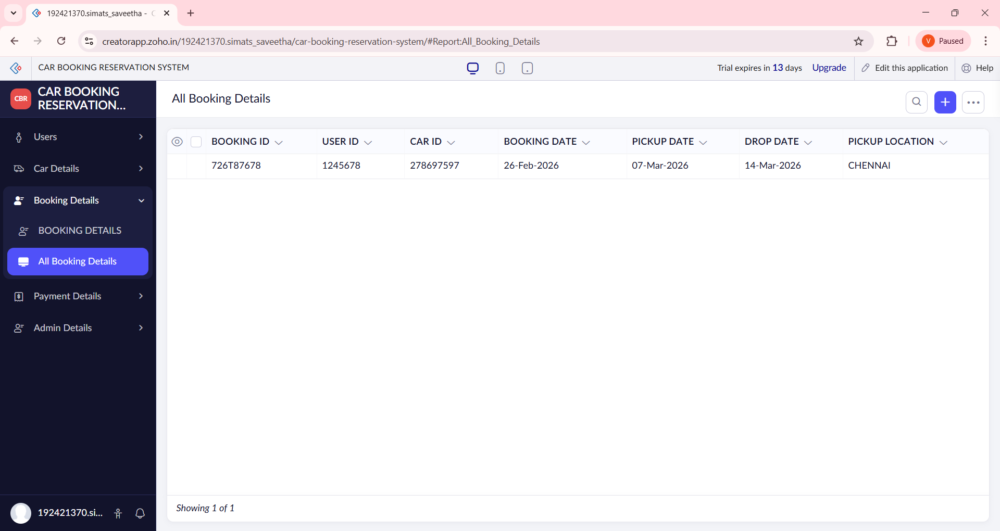 192421370.simats_saveetha -
creatorapp.zoho.in/192421370.simats_saveetha/car-booking-reservation-system/#Report:All_Booking_Details
V Paused
CAR BOOKING RESERVATION SYSTEM
Trial expires in 13 days Upgrade
Edit this application
Help
CBR
CAR BOOKING
RESERVATION...
Users
Car Details
Booking Details
BOOKING DETAILS
All Booking Details
Payment Details
Admin Details
192421370.si...
All Booking Details
BOOKING ID USER ID CAR ID BOOKING DATE PICKUP DATE DROP DATE PICKUP LOCATION
726T87678 1245678 278697597 26-Feb-2026 07-Mar-2026 14-Mar-2026 CHENNAI
Showing 1 of 1